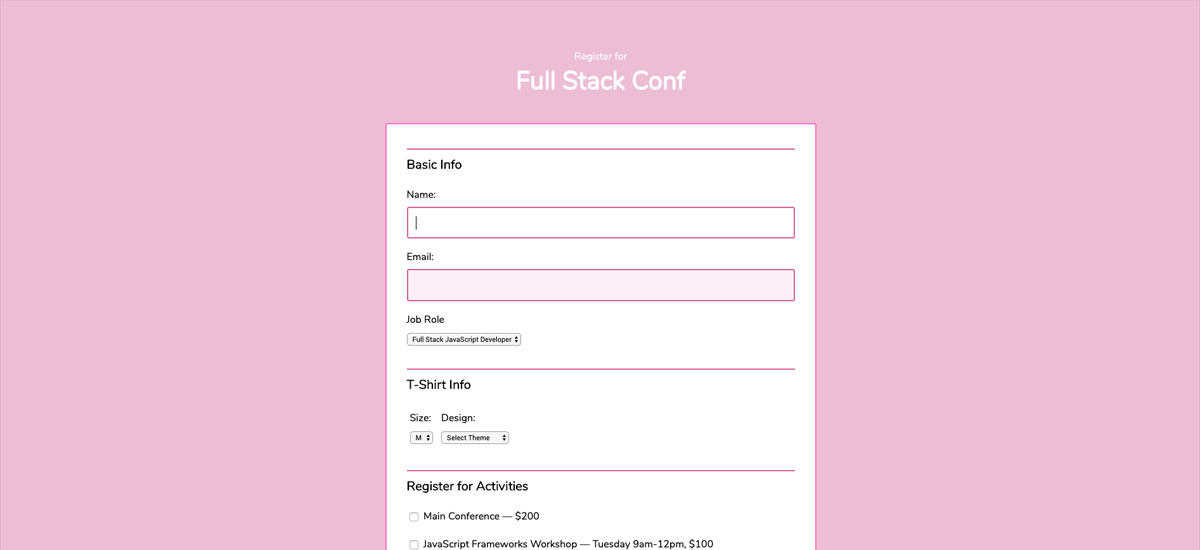 Register for
Full Stack Conf
Basic Info
Name:
Email:
Job Role
Full Stack JavaScript Developer
T-Shirt Info
Size: Design:
M Select Theme
Register for Activities
Main Conference — $200
JavaScript Frameworks Workshop — Tuesday 9am-12pm, $100